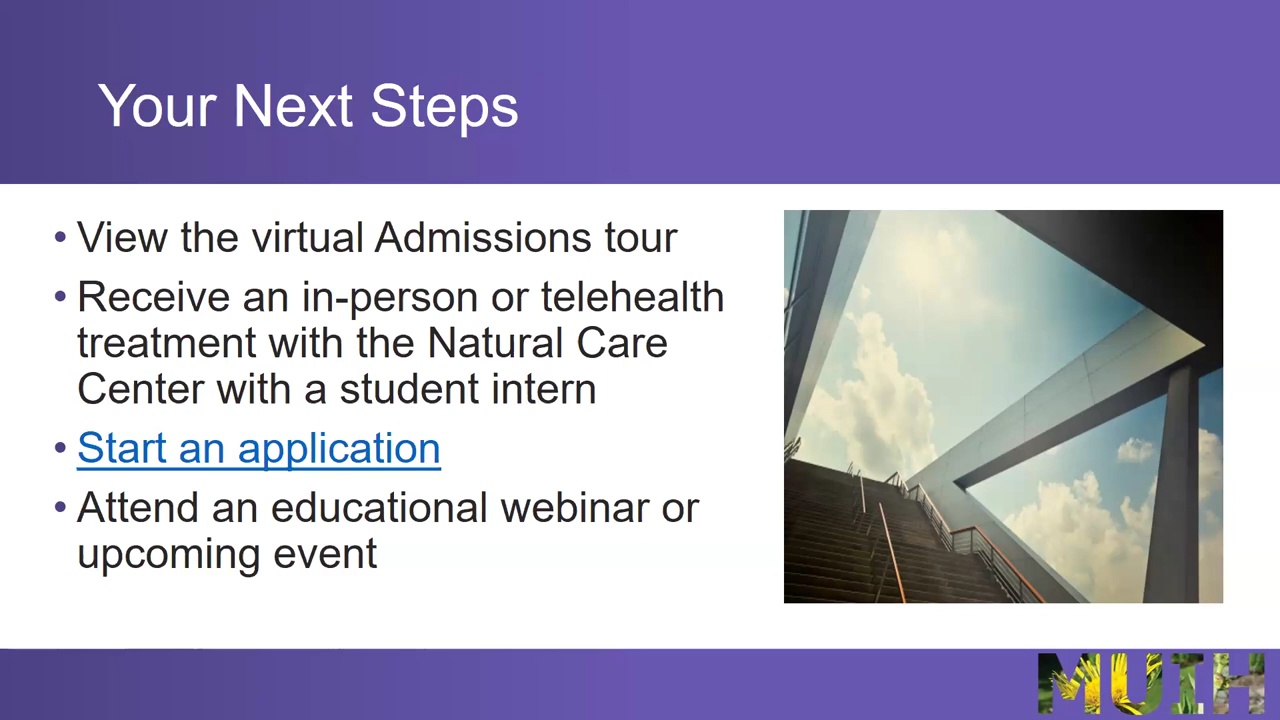 Your Next Steps
• View the virtual Admissions tour
• Receive an in-person or telehealth
treatment with the Natural Care
Center with a student intern
• Start an application
• Attend an educational webinar or
upcoming event
MUIH